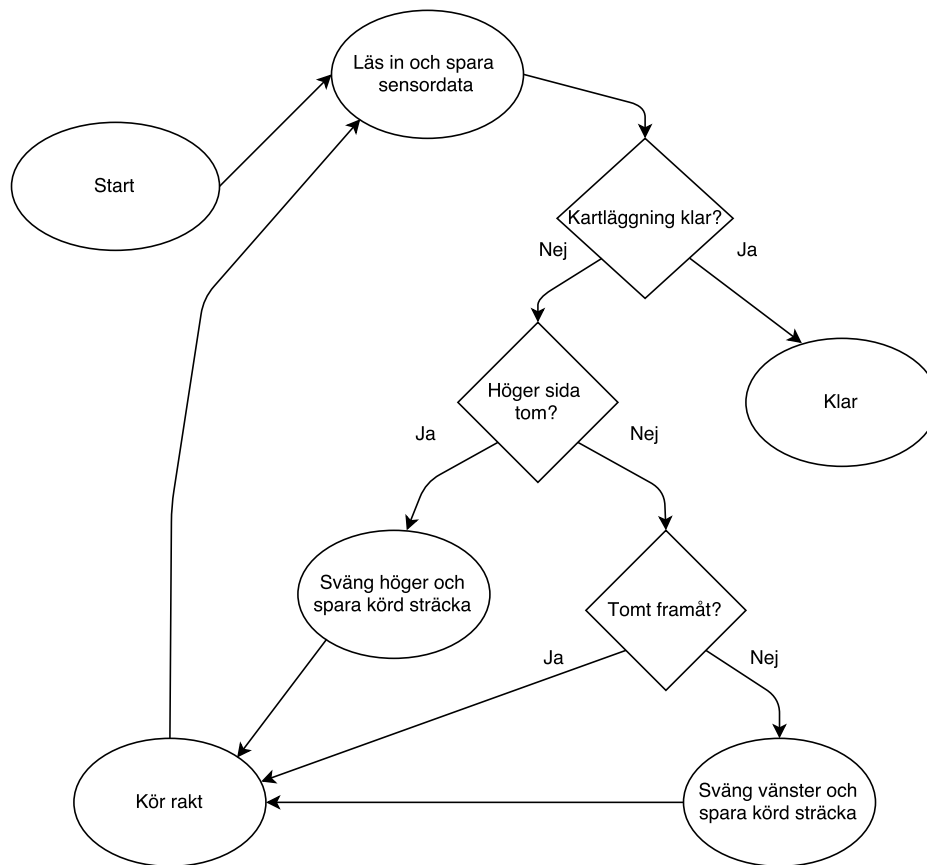 Läs in och spara
sensordata
Start
Kartläggning klar?
Nej
Ja
Höger sida
tom?
Klar
Ja
Nej
Sväng höger och
spara körd sträcka
Tomt framåt?
Ja
Nej
Kör rakt
Sväng vänster och
spara körd sträcka